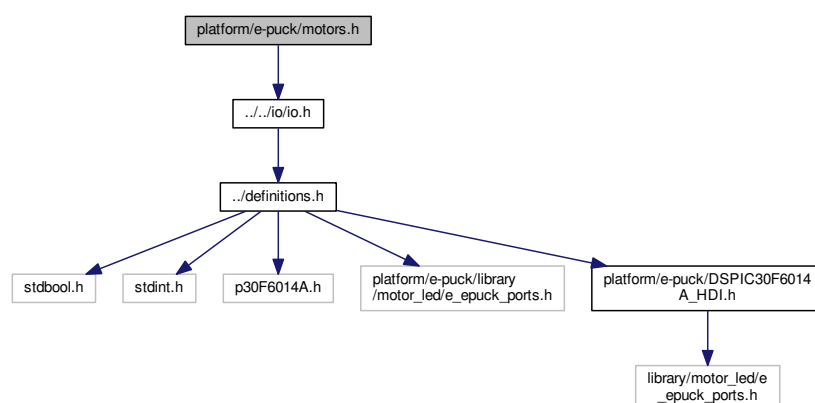 platform/e-puck/motors.h
../../io/io.h
../definitions.h
stdbool.h
stdint.h
p30F6014A.h
platform/e-puck/library
/motor_led/e_epuck_ports.h
platform/e-puck/DSPIC30F6014
A_HDI.h
library/motor_led/e
_epuck_ports.h